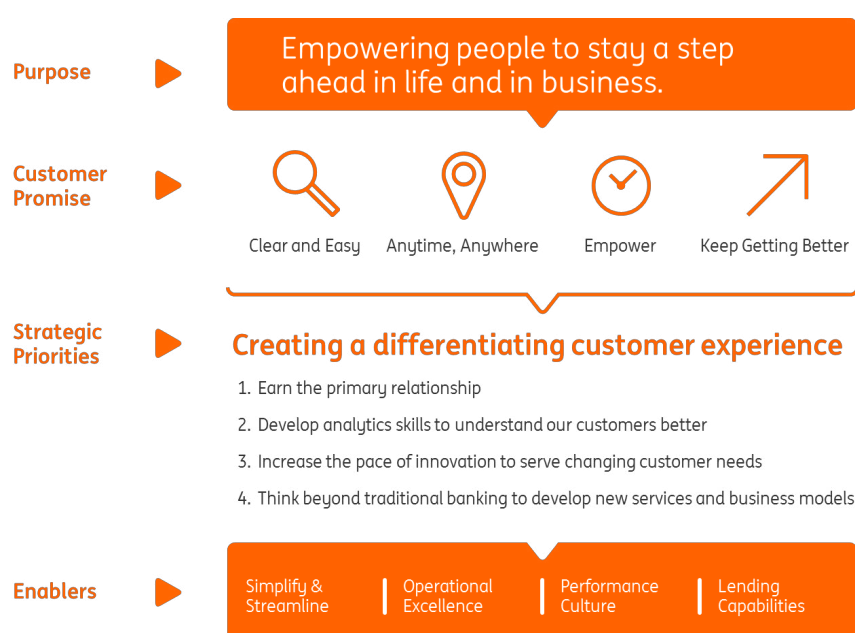 Purpose
Empowering people to stay a step
ahead in life and in business.
Customer
Promise
Clear and Easy
Anytime, Anywhere
Empower
Keep Getting Better
Strategic
Priorities
Creating a differentiating customer experience
1. Earn the primary relationship
2. Develop analytics skills to understand our customers better
3. Increase the pace of innovation to serve changing customer needs
4. Think beyond traditional banking to develop new services and business models
Enablers
Simplify &
Streamline
Operational
Excellence
Performance
Culture
Lending
Capabilities